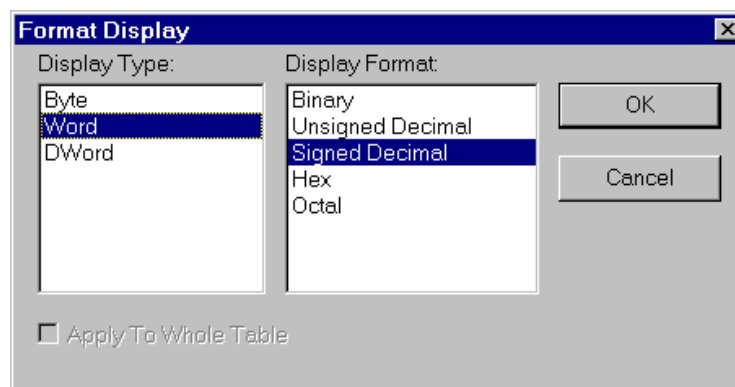 Format Display
Display Type:
Byte
Word
DWord
Display Format:
Binary
Unsigned Decimal
Signed Decimal
Hex
Octal
OK
Cancel
Apply To Whole Table